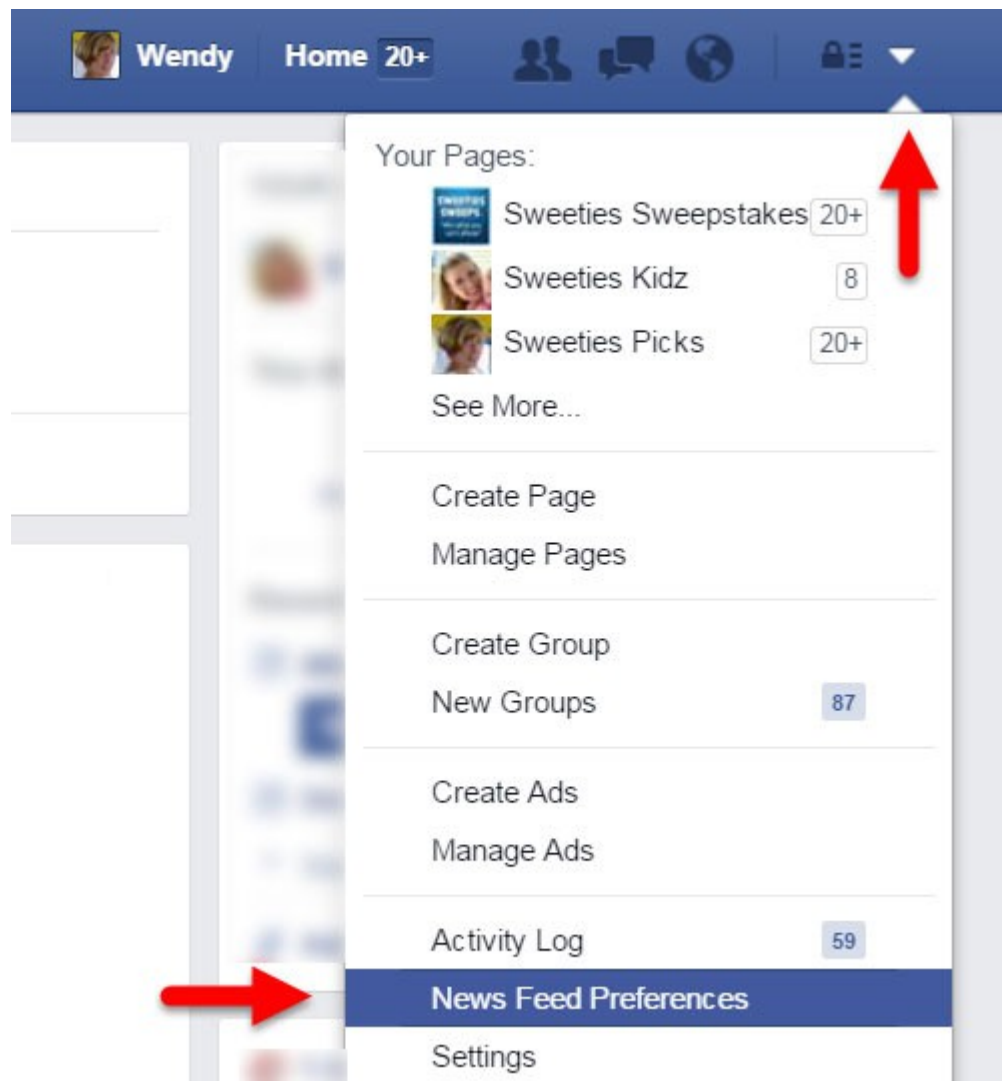 Wendy Home 20+
Your Pages:
Sweeties Sweepstakes 20+
Sweeties Kidz 8
Sweeties Picks 20+
See More...
Create Page
Manage Pages
Create Group
New Groups 87
Create Ads
Manage Ads
Activity Log 59
News Feed Preferences
Settings